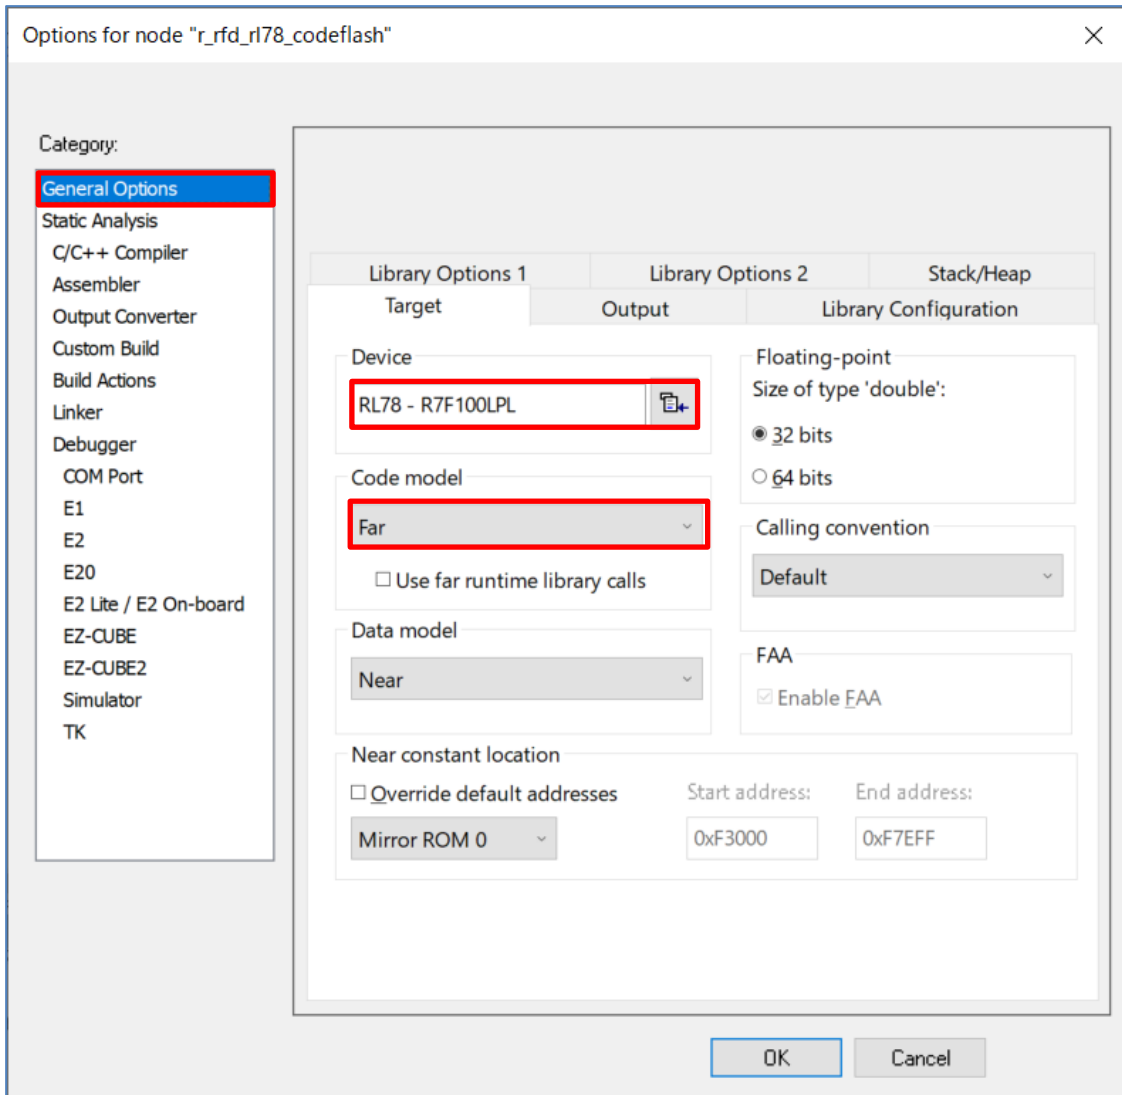 Options for node "r_rfd_rl78_codeflash"
Category:
General Options
Static Analysis
C/C++ Compiler
Assembler
Output Converter
Custom Build
Build Actions
Linker
Debugger
COM Port
E1
E2
E20
E2 Lite / E2 On-board
EZ-CUBE
EZ-CUBE2
Simulator
TK
Library Options 1
Library Options 2
Stack/Heap
Target
Output
Library Configuration
Device
RL78 - R7F100LPL
Code model
Far
Use far runtime library calls
Data model
Near
Floating-point
Size of type 'double':
32 bits
64 bits
Calling convention
Default
FAA
Enable FAA
Near constant location
Override default addresses
Mirror ROM 0
Start address:
0xF3000
End address:
0xF7EFF
OK
Cancel